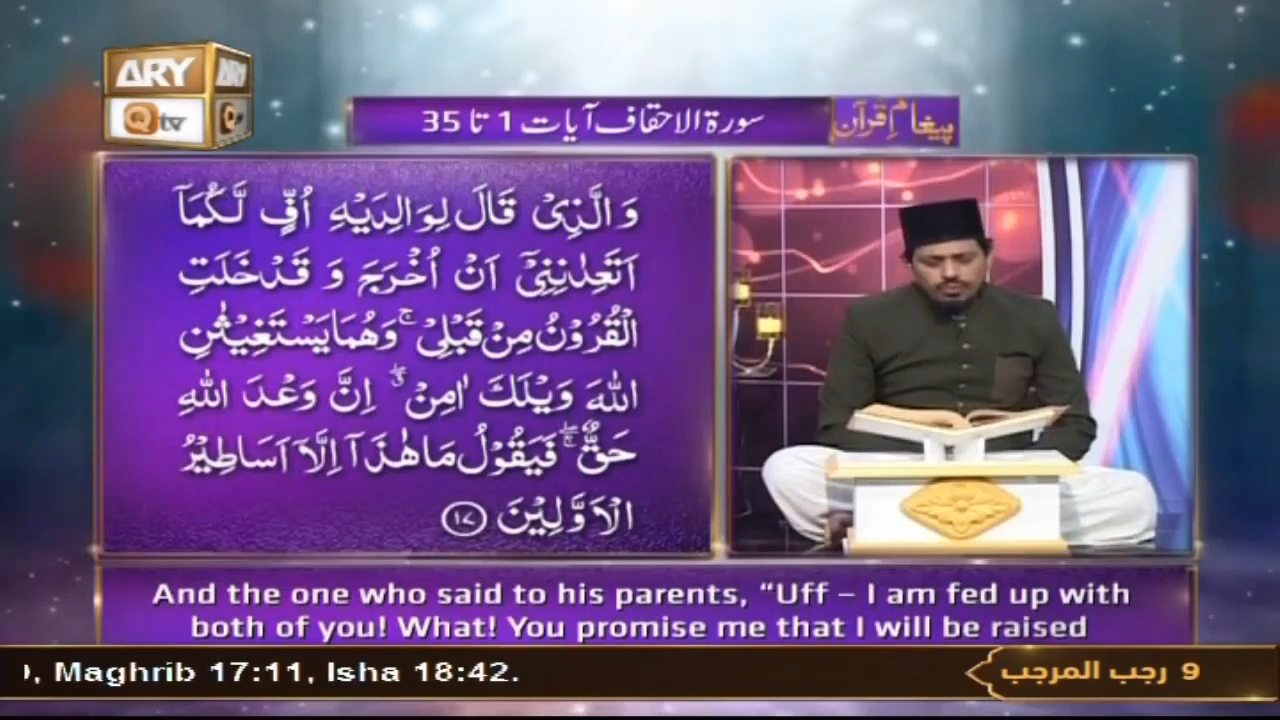 ARY
ARY
Qtv
Q
سورۃ الاحقاف آیات 1 تا 35
پیغامِ قرآن
وَالَّذِیْ قَالَ لِوَالِدَیْهِ اُفٍّ لَّكُمَاۤ
اَتَعِدٰنِنِیْۤ اَنْ اُخْرَجَ وَ قَدْ خَلَتِ
الْقُرُوْنُ مِنْ قَبْلِیْ ۚ وَهُمَا یَسْتَغِیْثٰنِ
اللّٰهَ وَیْلَكَ اٰمِنْ ۖۗ اِنَّ وَعْدَ اللّٰهِ
حَقٌّ ۖۚ فَیَقُوْلُ مَا هٰذَاۤ اِلَّاۤ اَسَاطِیْرُ
الْاَوَّلِیْنَ ﴿۱۷﴾
And the one who said to his parents, “Uff – I am fed up with
both of you! What! You promise me that I will be raised
, Maghrib 17:11, Isha 18:42.
9 رجب المرجب